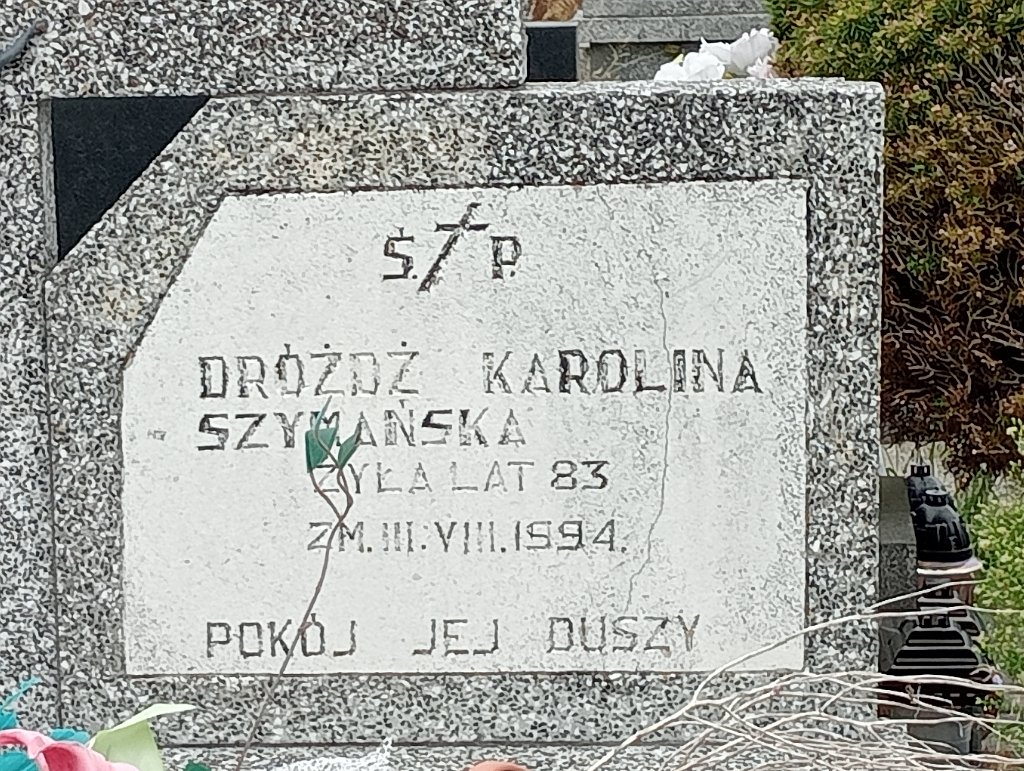 Ś. P.
DRÓŻDŻ KAROLINA
SZYMAŃSKA
ŻYŁA LAT 83
ZM. III. VIII. 1994.
POKÓJ JEJ DUSZY